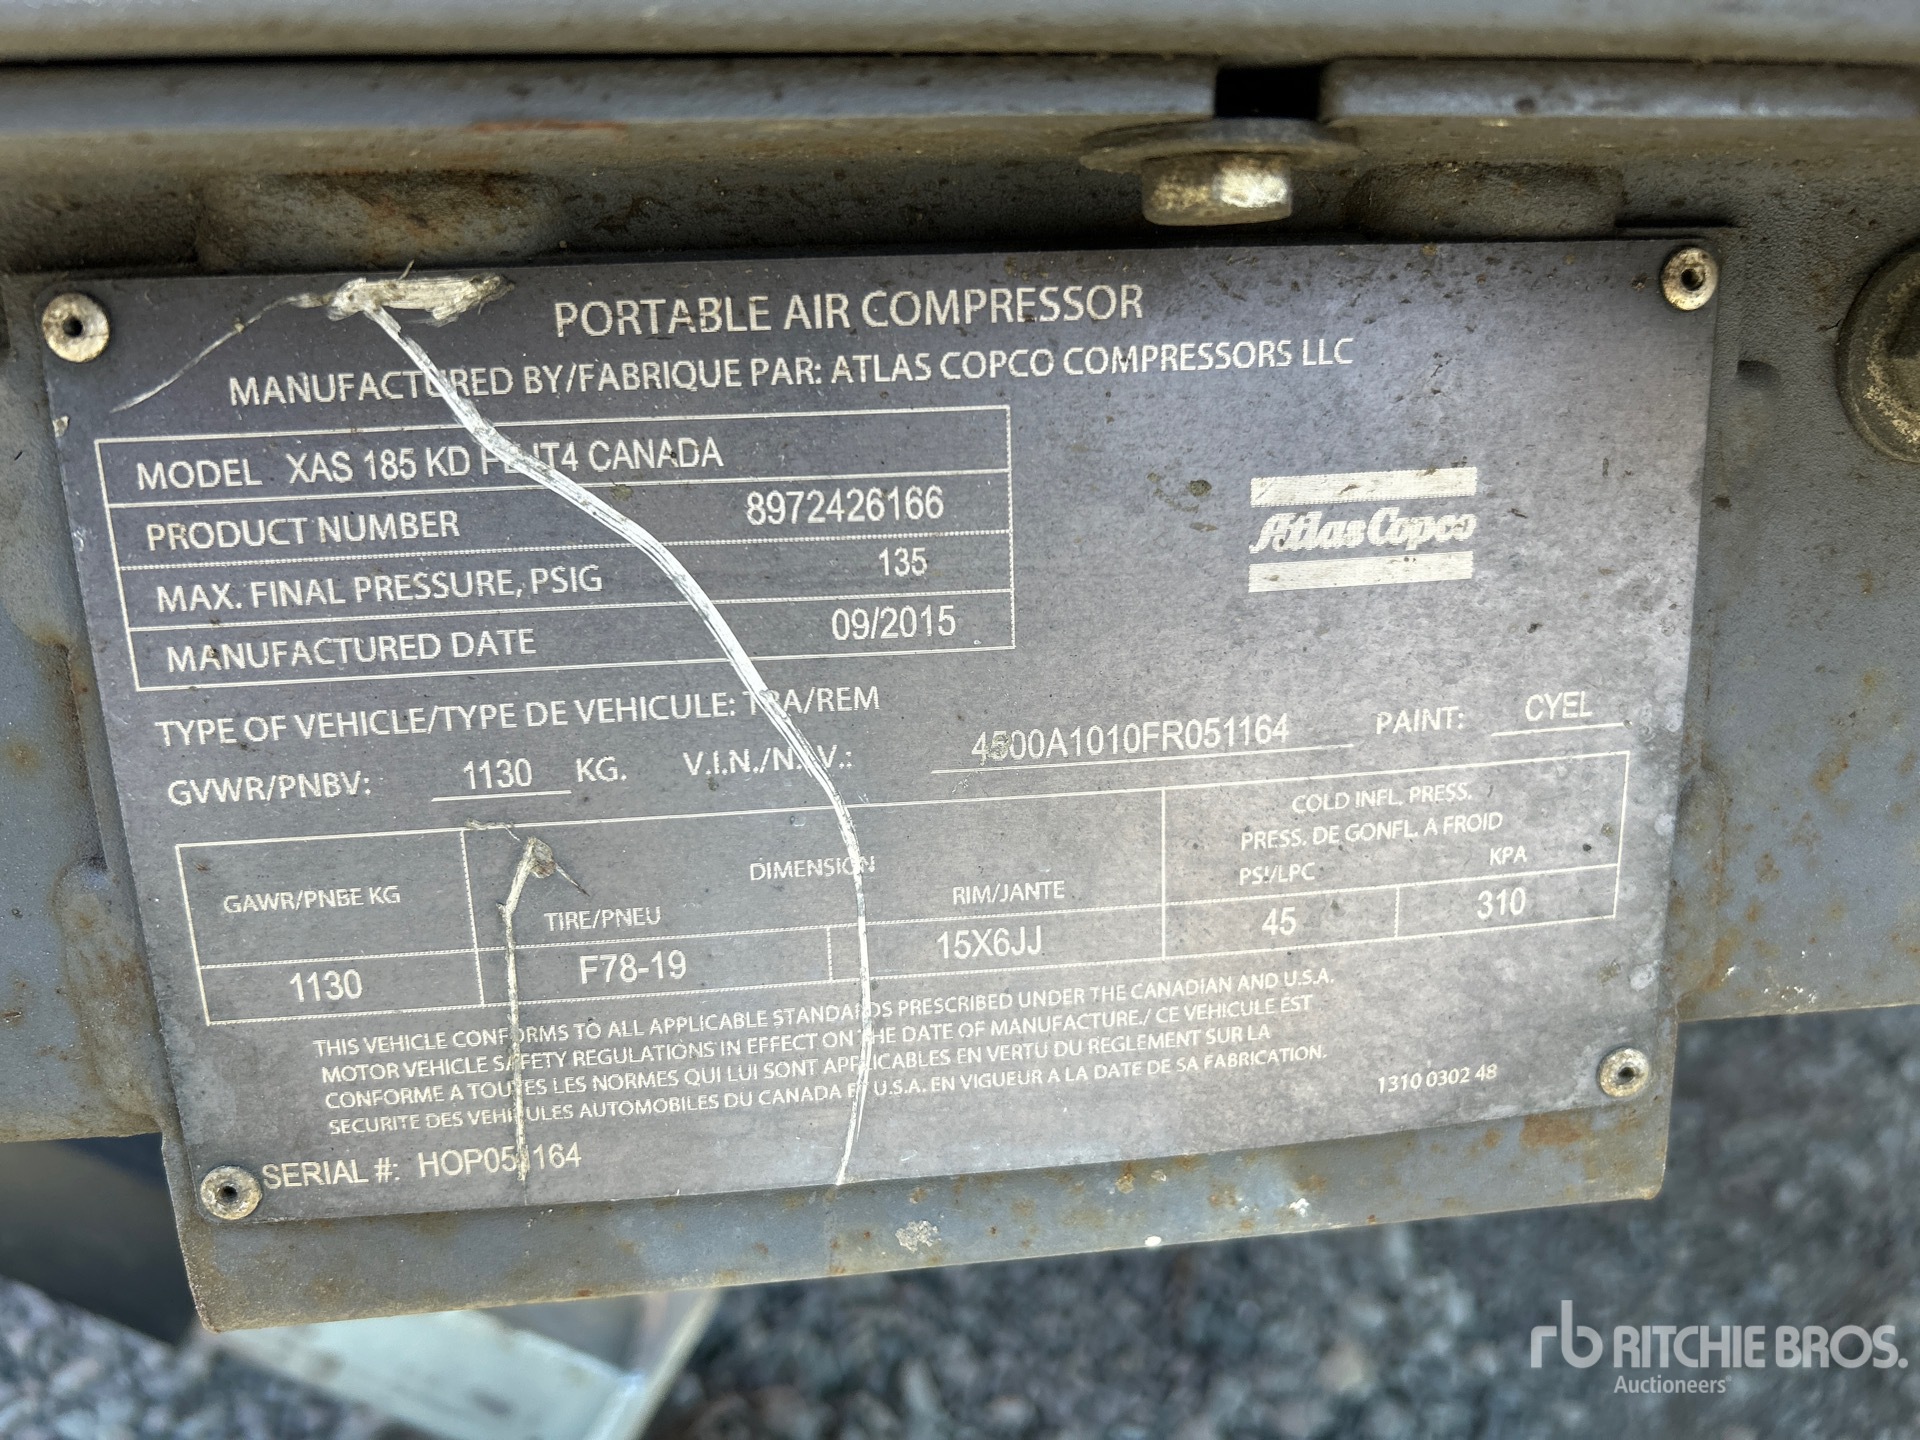 PORTABLE AIR COMPRESSOR
MANUFACTURED BY/FABRIQUE PAR: ATLAS COPCO COMPRESSORS LLC
MODEL XAS 185 KD IT4 CANADA
PRODUCT NUMBER 8972426166
MAX. FINAL PRESSURE, PSIG 135
MANUFACTURED DATE 09/2015
Atlas Copco
TYPE OF VEHICLE/TYPE DE VEHICULE: TRA/REM
GVWR/PNBV: 1130 KG. V.I.N./N.I.V.: 4500A1010FR051164 PAINT: CYEL
GAWR/PNBE KG
DIMENSION
TIRE/PNEU
RIM/JANTE
COLD INFL. PRESS.
PRESS. DE GONFL. A FROID
PSI/LPC KPA
1130 F78-19 15X6JJ 45 310
THIS VEHICLE CONFORMS TO ALL APPLICABLE STANDARDS PRESCRIBED UNDER THE CANADIAN AND U.S.A.
MOTOR VEHICLE SAFETY REGULATIONS IN EFFECT ON THE DATE OF MANUFACTURE./ CE VEHICULE EST
CONFORME A TOUTES LES NORMES QUI LUI SONT APPLICABLES EN VERTU DU REGLEMENT SUR LA
SECURITE DES VEHICULES AUTOMOBILES DU CANADA ET U.S.A. EN VIGUEUR A LA DATE DE SA FABRICATION.
1310 0302 48
SERIAL #: HOP051164
rb RITCHIE BROS.
Auctioneers